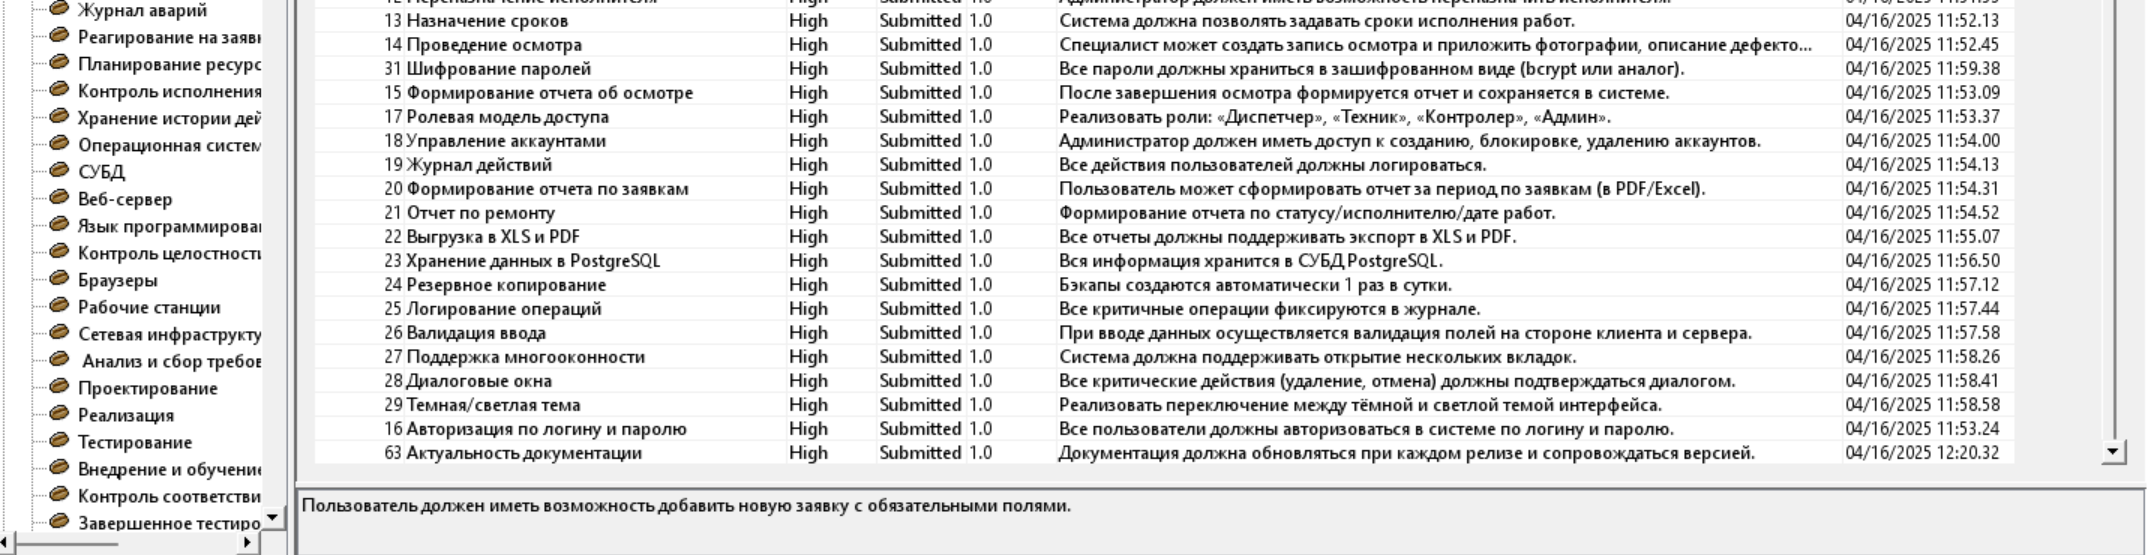 Журнал аварий
Реагирование на заяв
Планирование ресурс
Контроль исполнения
Хранение истории дей
Операционная систем
СУБД
Веб-сервер
Язык программирова
Контроль целостност
Браузеры
Рабочие станции
Сетевая инфраструкту
Анализ и сбор требов
Проектирование
Реализация
Тестирование
Внедрение и обучение
Контроль соответстви
Завершенное тестиро
13 Назначение сроков High Submitted 1.0 Система должна позволять задавать сроки исполнения работ. 04/16/2025 11:52.13
14 Проведение осмотра High Submitted 1.0 Специалист может создать запись осмотра и приложить фотографии, описание дефекто... 04/16/2025 11:52.45
31 Шифрование паролей High Submitted 1.0 Все пароли должны храниться в зашифрованном виде (bcrypt или аналог). 04/16/2025 11:59.38
15 Формирование отчета об осмотре High Submitted 1.0 После завершения осмотра формируется отчет и сохраняется в системе. 04/16/2025 11:53.09
17 Ролевая модель доступа High Submitted 1.0 Реализовать роли: «Диспетчер», «Техник», «Контролер», «Админ». 04/16/2025 11:53.37
18 Управление аккаунтами High Submitted 1.0 Администратор должен иметь доступ к созданию, блокировке, удалению аккаунтов. 04/16/2025 11:54.00
19 Журнал действий High Submitted 1.0 Все действия пользователей должны логироваться. 04/16/2025 11:54.13
20 Формирование отчета по заявкам High Submitted 1.0 Пользователь может сформировать отчет за период по заявкам (в PDF/Excel). 04/16/2025 11:54.31
21 Отчет по ремонту High Submitted 1.0 Формирование отчета по статусу/исполнителю/дате работ. 04/16/2025 11:54.52
22 Выгрузка в XLS и PDF High Submitted 1.0 Все отчеты должны поддерживать экспорт в XLS и PDF. 04/16/2025 11:55.07
23 Хранение данных в PostgreSQL High Submitted 1.0 Вся информация хранится в СУБД PostgreSQL. 04/16/2025 11:56.50
24 Резервное копирование High Submitted 1.0 Бэкапы создаются автоматически 1 раз в сутки. 04/16/2025 11:57.12
25 Логирование операций High Submitted 1.0 Все критичные операции фиксируются в журнале. 04/16/2025 11:57.44
26 Валидация ввода High Submitted 1.0 При вводе данных осуществляется валидация полей на стороне клиента и сервера. 04/16/2025 11:57.58
27 Поддержка многооконности High Submitted 1.0 Система должна поддерживать открытие нескольких вкладок. 04/16/2025 11:58.26
28 Диалоговые окна High Submitted 1.0 Все критические действия (удаление, отмена) должны подтверждаться диалогом. 04/16/2025 11:58.41
29 Темная/светлая тема High Submitted 1.0 Реализовать переключение между тёмной и светлой темой интерфейса. 04/16/2025 11:58.58
16 Авторизация по логину и паролю High Submitted 1.0 Все пользователи должны авторизоваться в системе по логину и паролю. 04/16/2025 11:53.24
63 Актуальность документации High Submitted 1.0 Документация должна обновляться при каждом релизе и сопровождаться версией. 04/16/2025 12:20.32
Пользователь должен иметь возможность добавить новую заявку с обязательными полями.